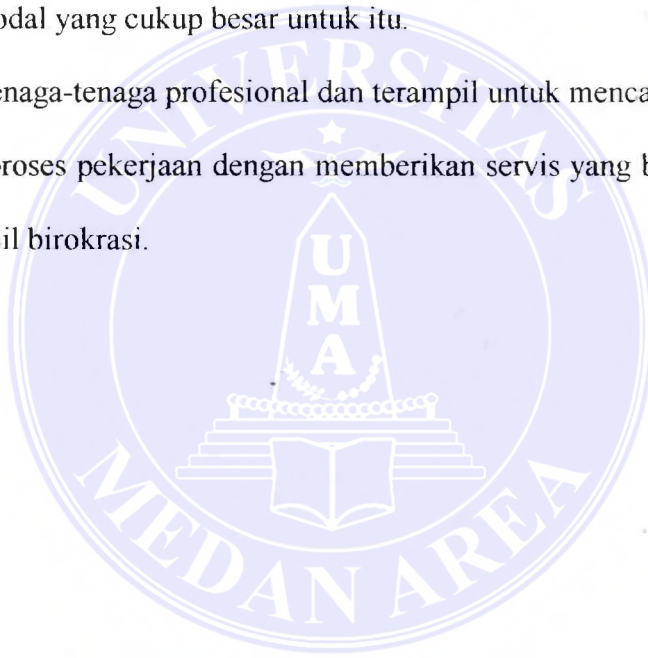 odal yang cukup besar untuk itu.
enaga-tenaga profesional dan terampil untuk menca
roses pekerjaan dengan memberikan servis yang b
il birokrasi.
UNIVERSITAS
UMA
MEDAN AREA